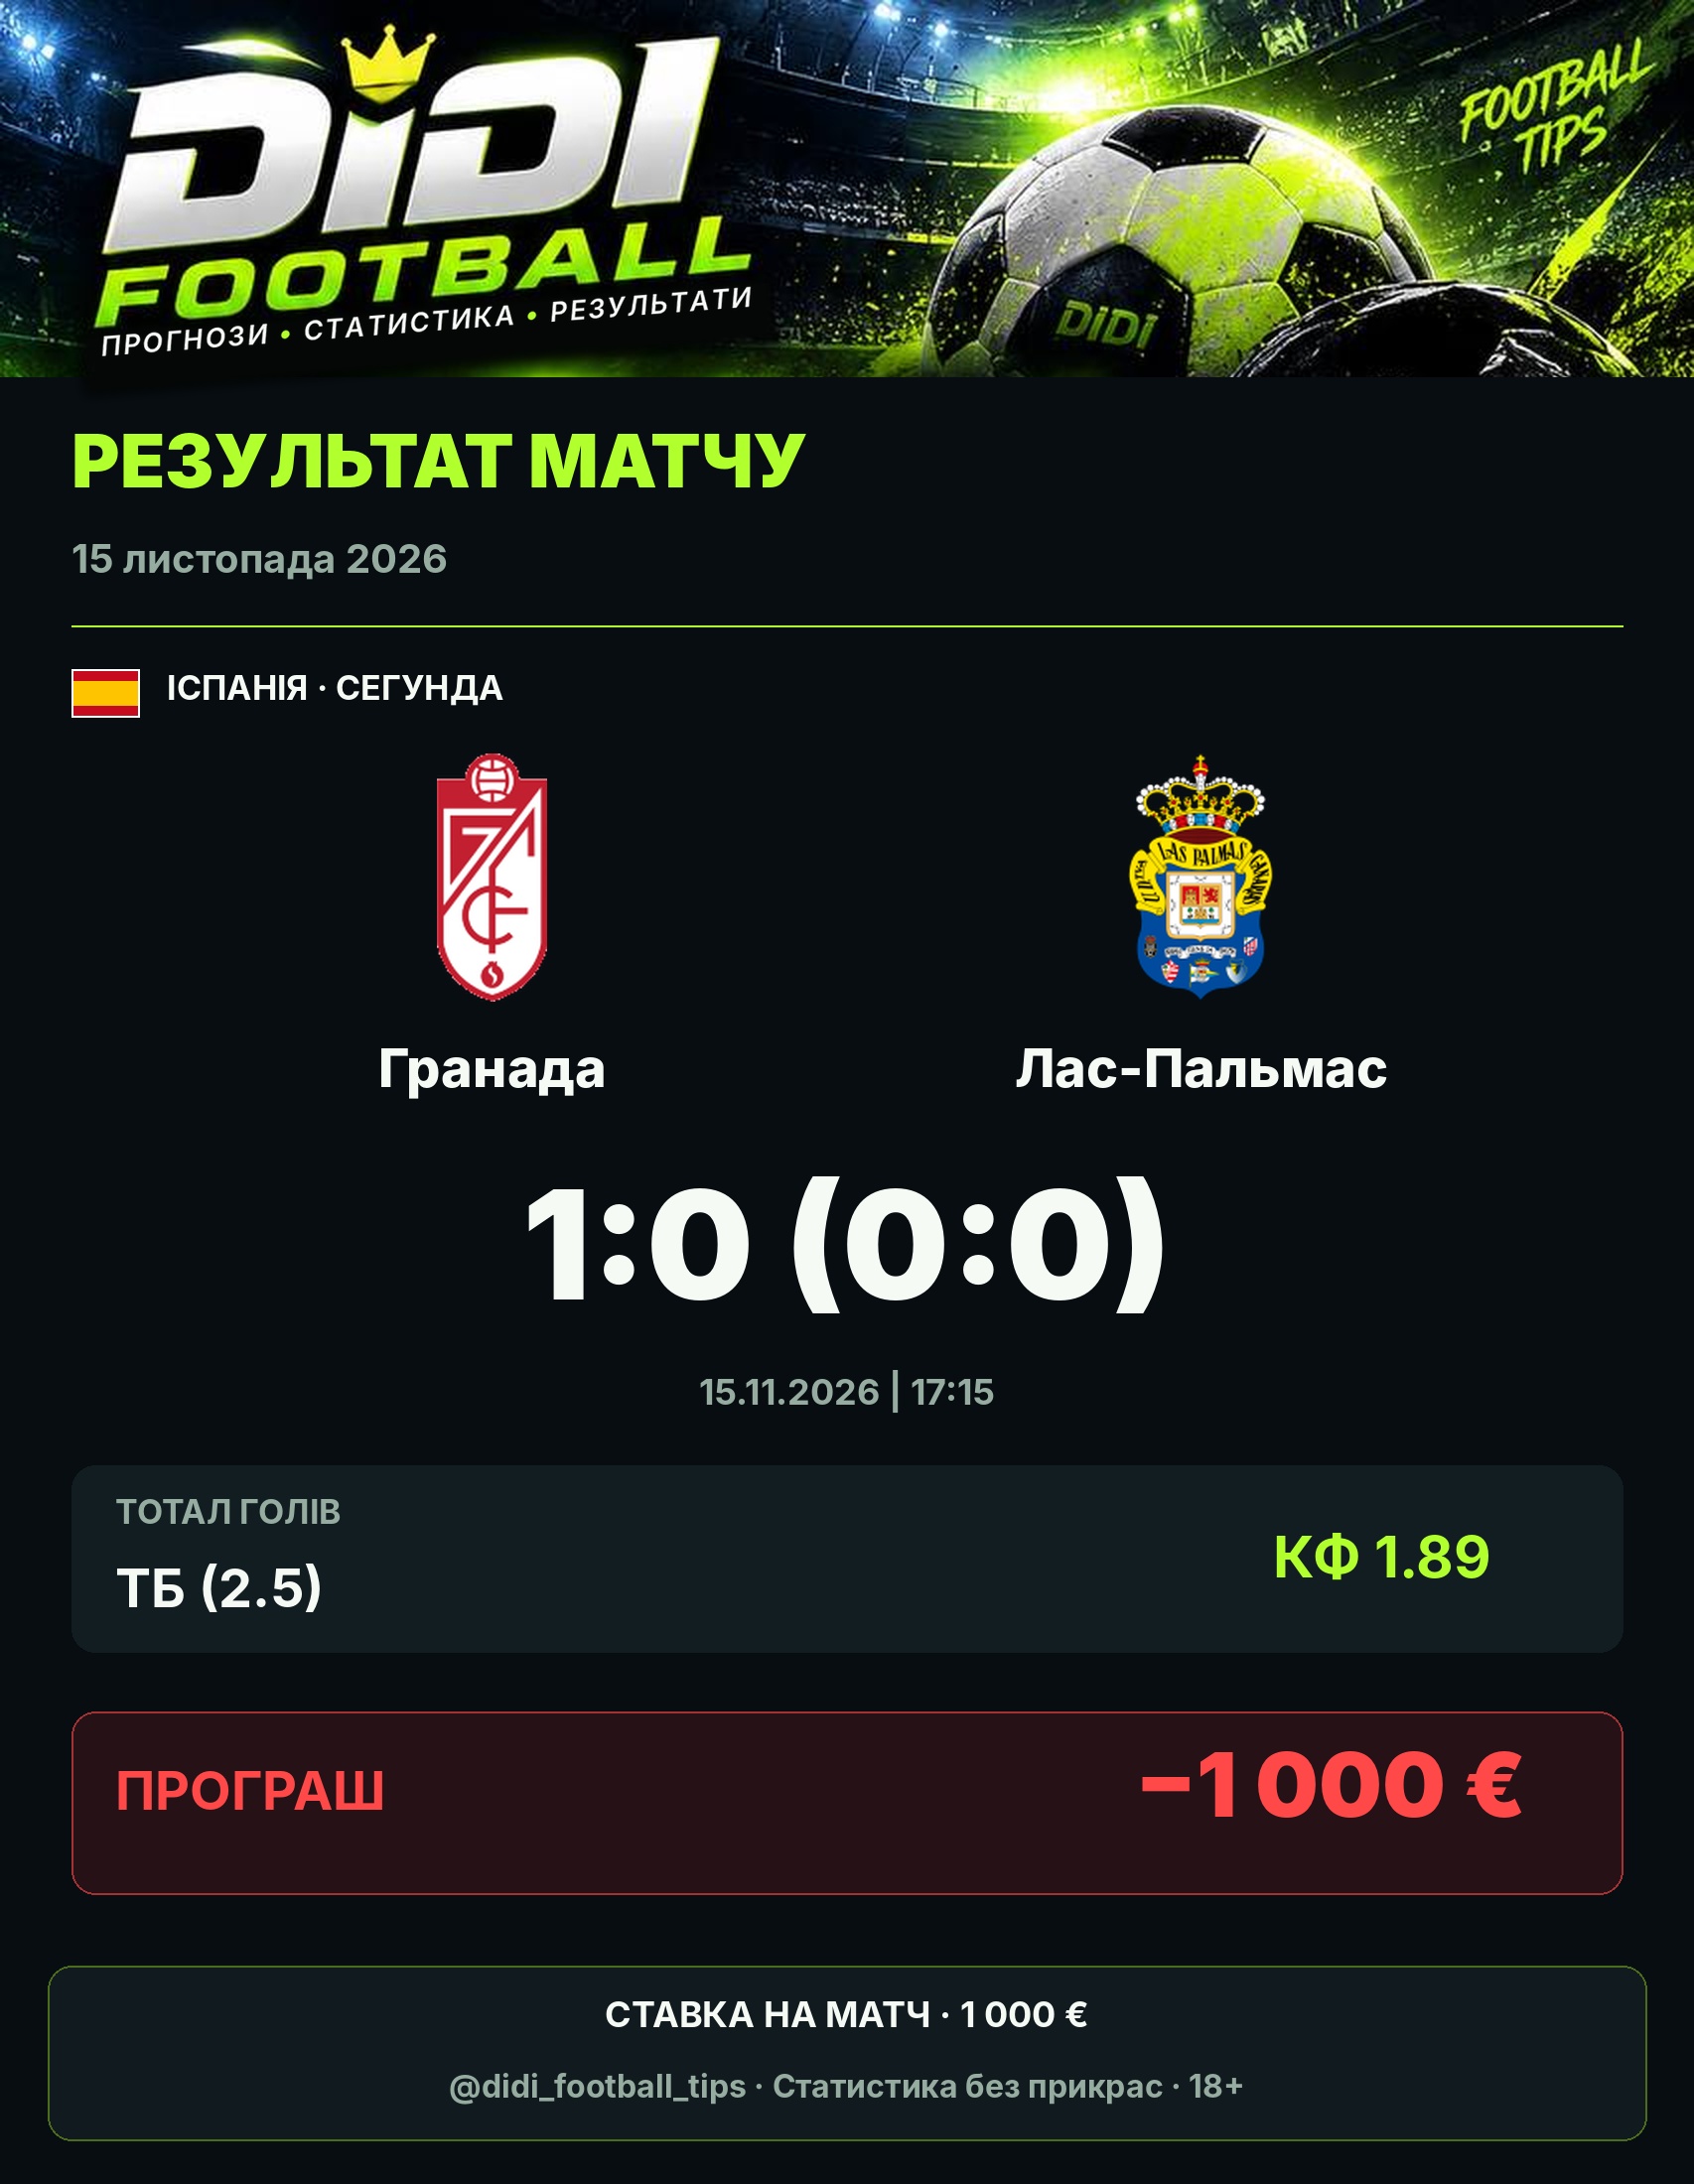 DiDi
FOOTBALL
ПРОГНОЗИ • СТАТИСТИКА • РЕЗУЛЬТАТИ
FOOTBALL
TIPS
DIDI
РЕЗУЛЬТАТ МАТЧУ
15 листопада 2026
ІСПАНІЯ · СЕГУНДА
LAS PALMAS
Гранада
Лас-Пальмас
1:0 (0:0)
15.11.2026 | 17:15
ТОТАЛ ГОЛІВ
ТБ (2.5)
КФ 1.89
ПРОГРАШ
−1 000 €
СТАВКА НА МАТЧ · 1 000 €
@didi_football_tips · Статистика без прикрас · 18+